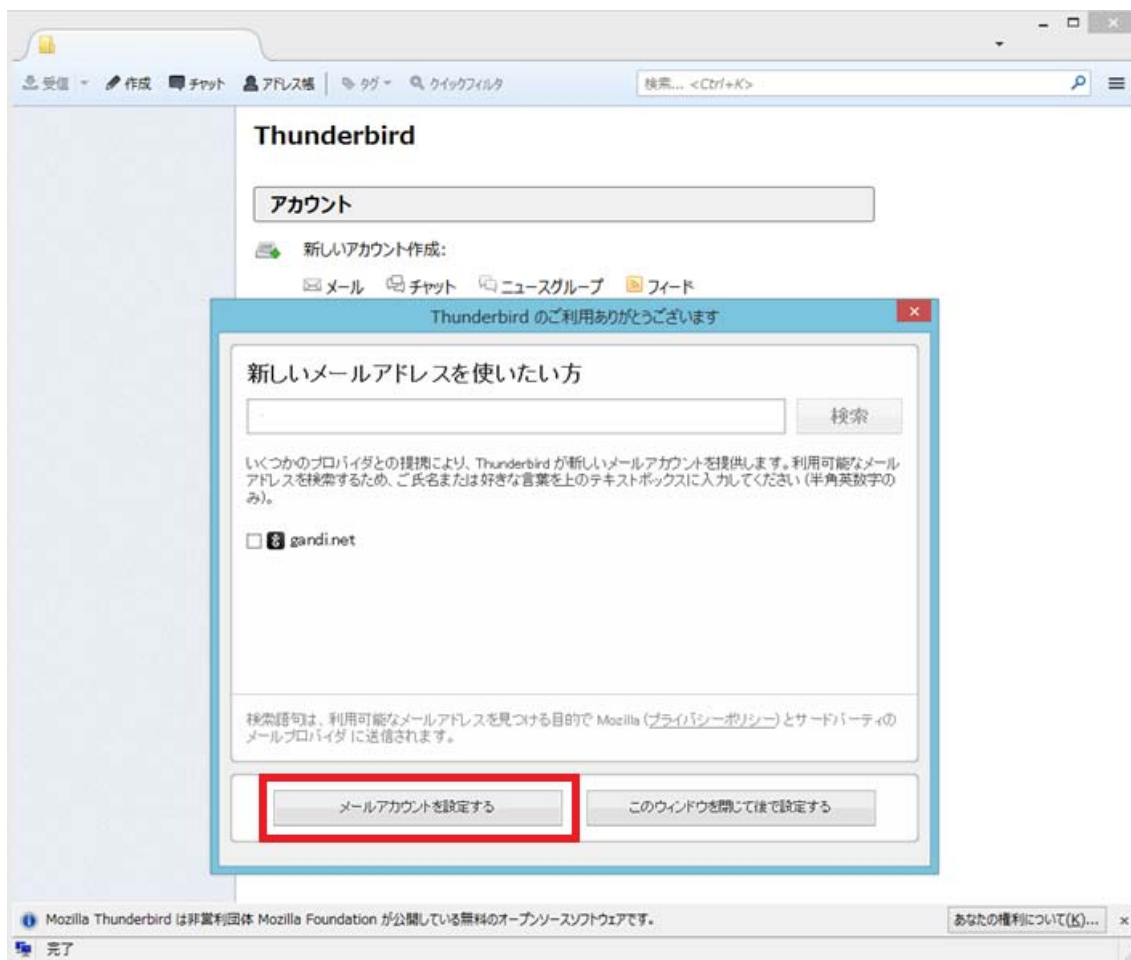 受信 作成 チャット アドレス帳 タグ クイックフィルタ 検索... <Ctrl+K>
Thunderbird
アカウント
新しいアカウント作成:
メール チャット ニュースグループ フィード
Thunderbird のご利用ありがとうございます
新しいメールアドレスを使いたい方
検索
いくつかのプロバイダとの提携により、Thunderbird が新しいメールアカウントを提供します。利用可能なメール
アドレスを検索するため、ご氏名または好きな言葉を上のテキストボックスに入力してください (半角英数字の
み)。
gandi.net
検索語句は、利用可能なメールアドレスを見つける目的で Mozilla (プライバシーポリシー) とサードパーティの
メールプロバイダ に送信されます。
メールアカウントを設定する このウィンドウを閉じて後で設定する
Mozilla Thunderbird は非営利団体 Mozilla Foundation が公開している無料のオープンソースソフトウェアです。 あなたの権利について(K)...
完了